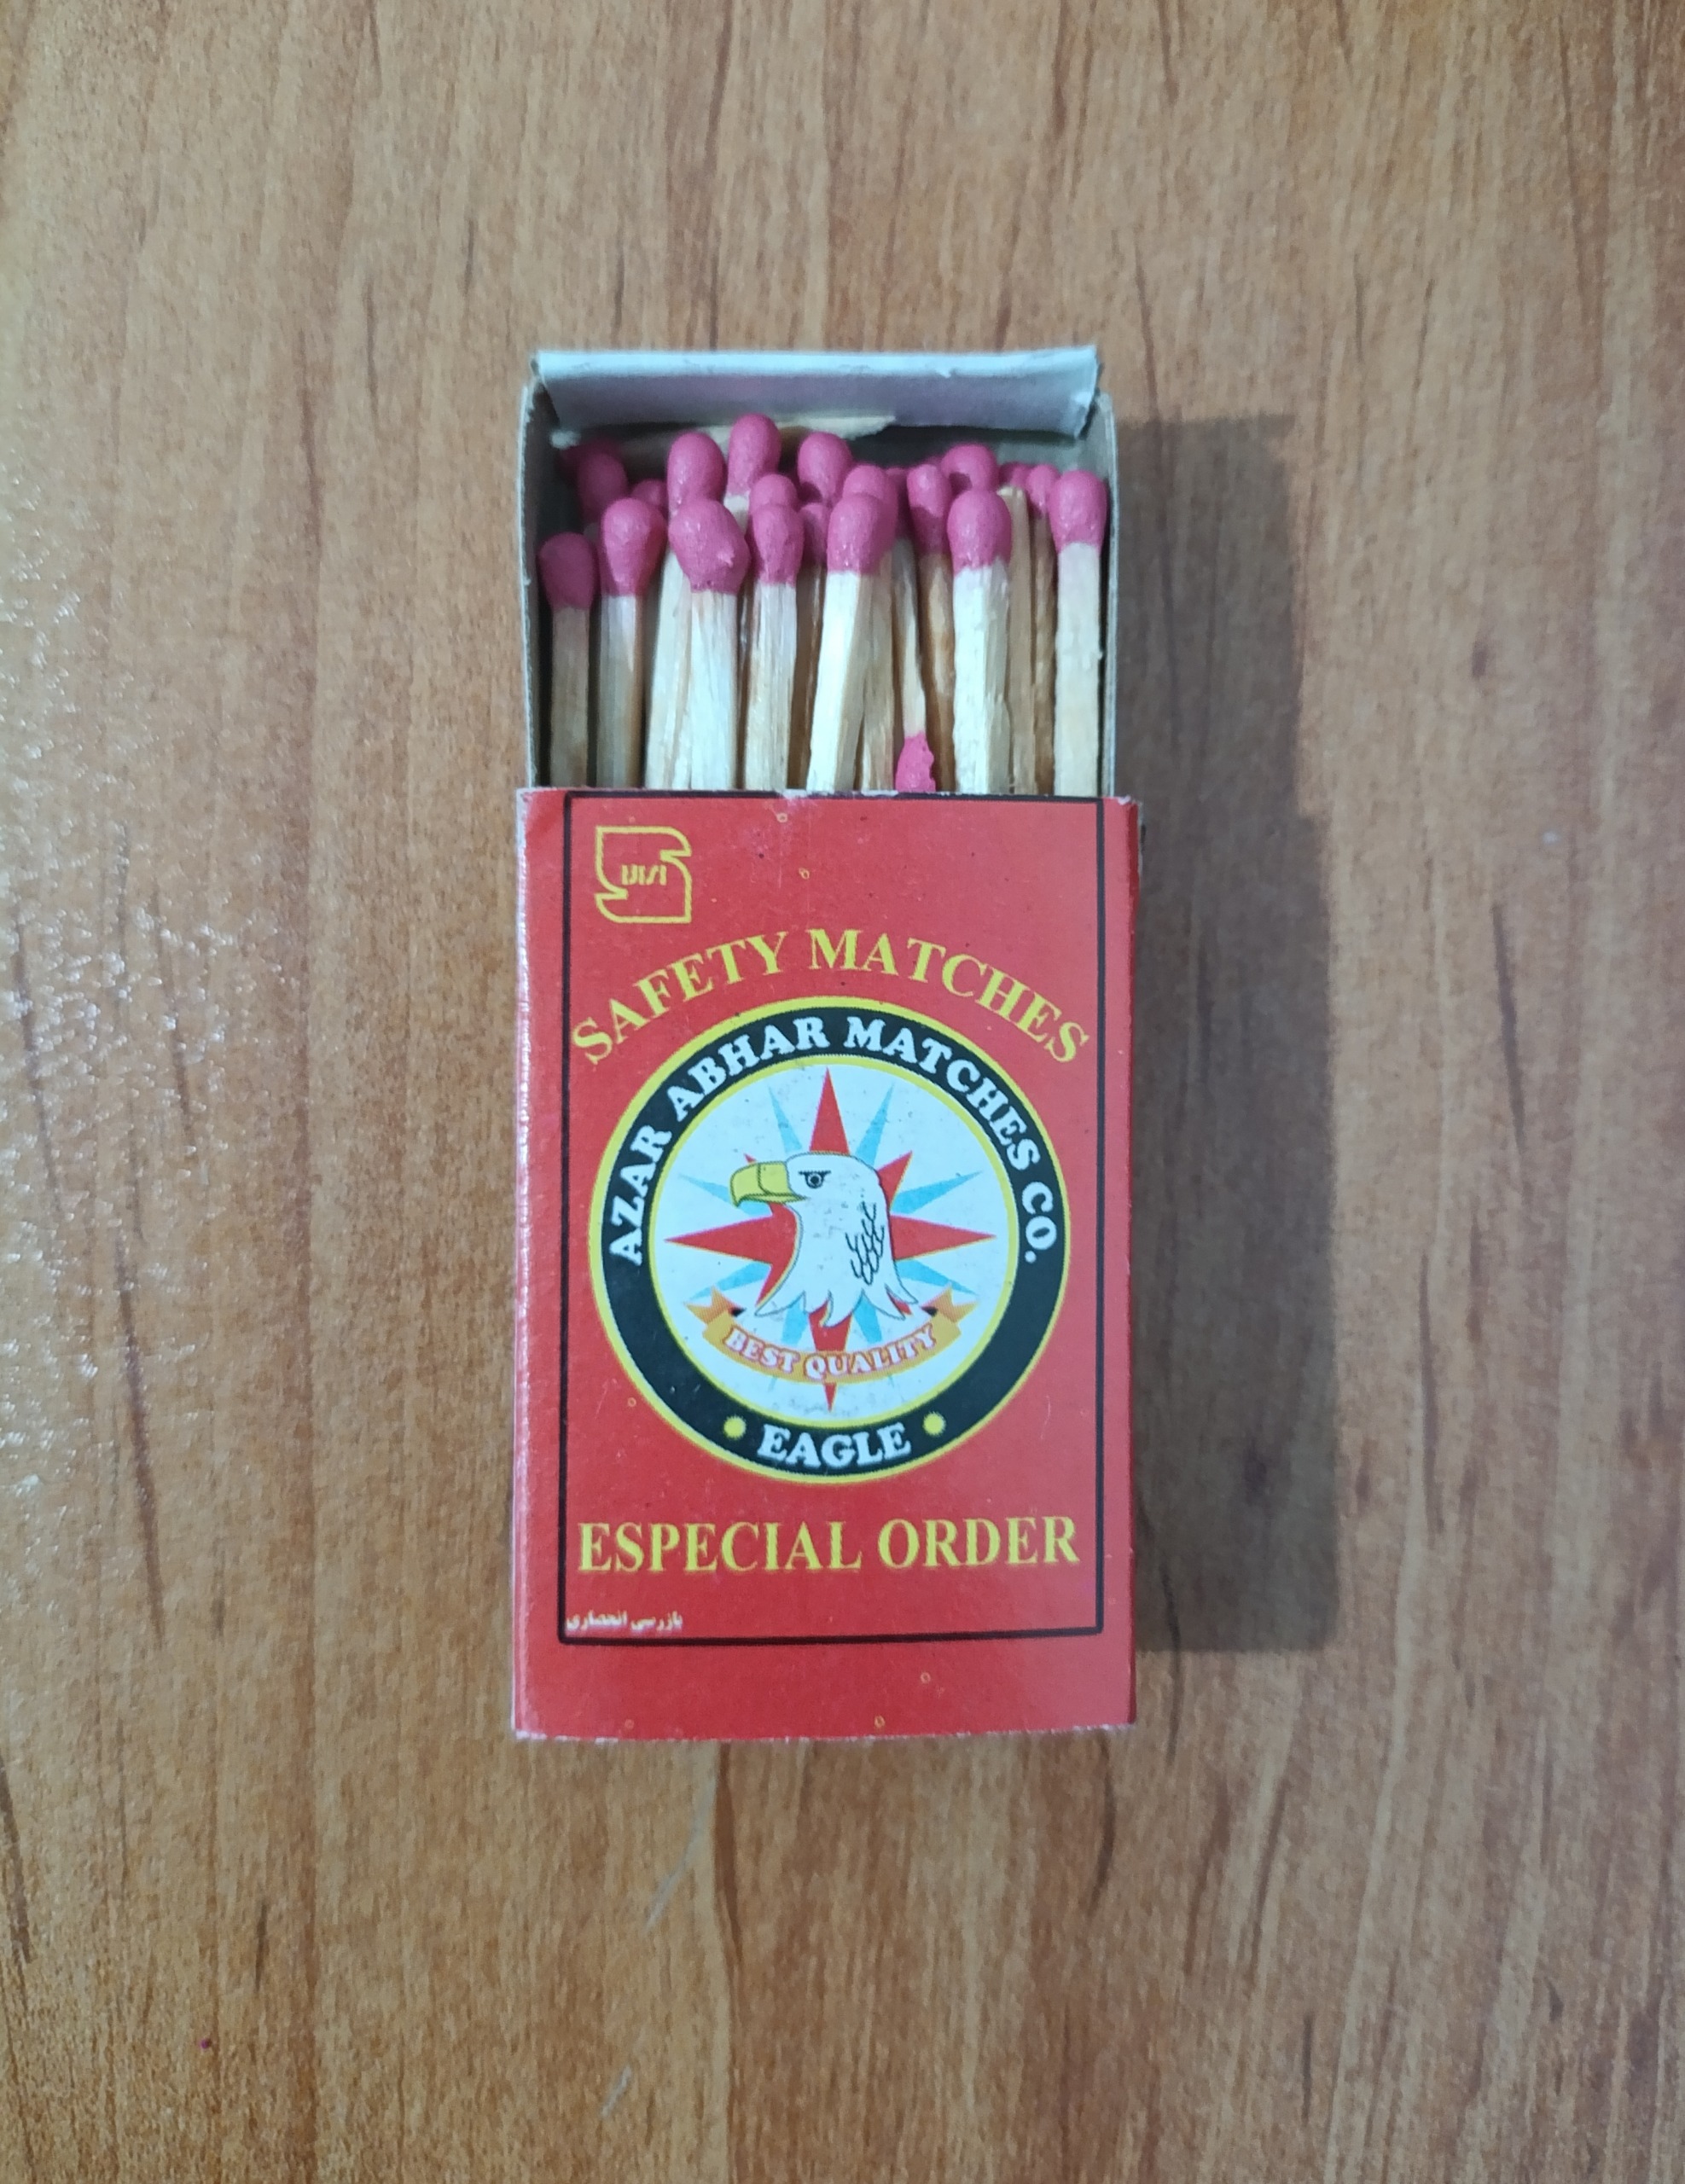 SAFETY MATCHES
AZAR ABHAR MATCHES CO.
BEST QUALITY
EAGLE
ESPECIAL ORDER
بازرسی انحصاری